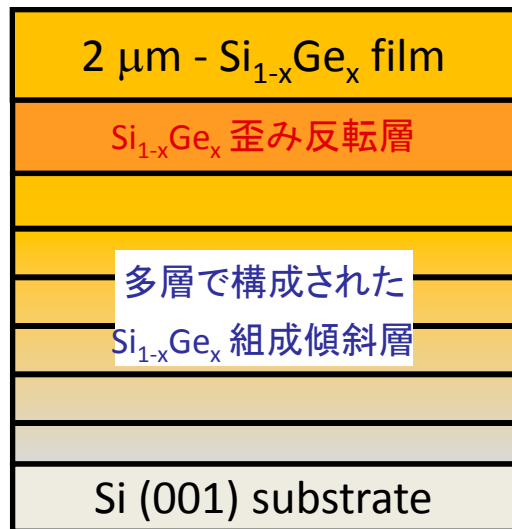 2 μm - Si₁₋ₓGeₓ film
Si₁₋ₓGeₓ 歪み反転層
多層で構成された
Si₁₋ₓGeₓ 組成傾斜層
Si (001) substrate